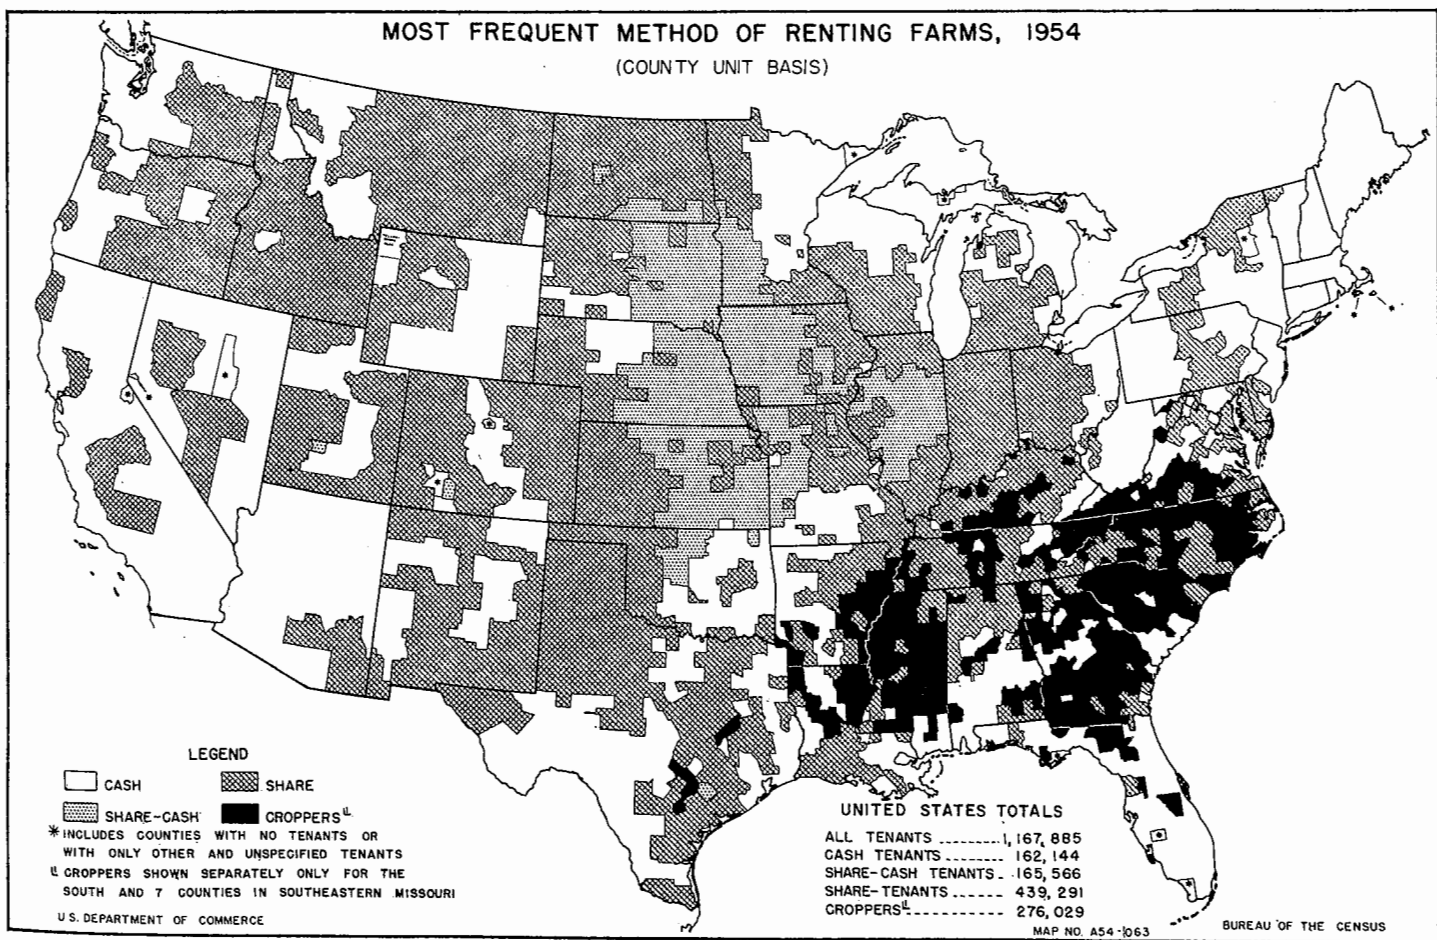 MOST FREQUENT METHOD OF RENTING FARMS, 1954
(COUNTY UNIT BASIS)
LEGEND
CASH
SHARE
SHARE-CASH
CROPPERS 1/
* INCLUDES COUNTIES WITH NO TENANTS OR
WITH ONLY OTHER AND UNSPECIFIED TENANTS
1/ CROPPERS SHOWN SEPARATELY ONLY FOR THE
SOUTH AND 7 COUNTIES IN SOUTHEASTERN MISSOURI
U.S. DEPARTMENT OF COMMERCE
UNITED STATES TOTALS
ALL TENANTS 1,167,885
CASH TENANTS 162,144
SHARE-CASH TENANTS 165,566
SHARE-TENANTS 439,291
CROPPERS 1/ 276,029
MAP NO. A54-1063
BUREAU OF THE CENSUS